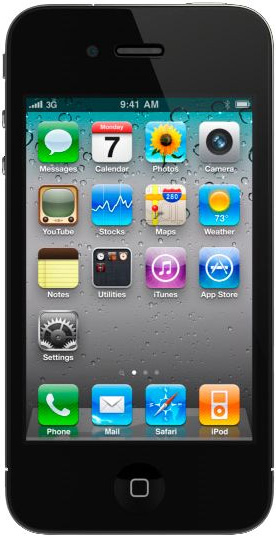 3G 9:41 AM
Monday
7
280
73°
Messages Calendar Photos Camera
YouTube Stocks Maps Weather
Notes Utilities iTunes App Store
Settings
Phone Mail Safari iPod